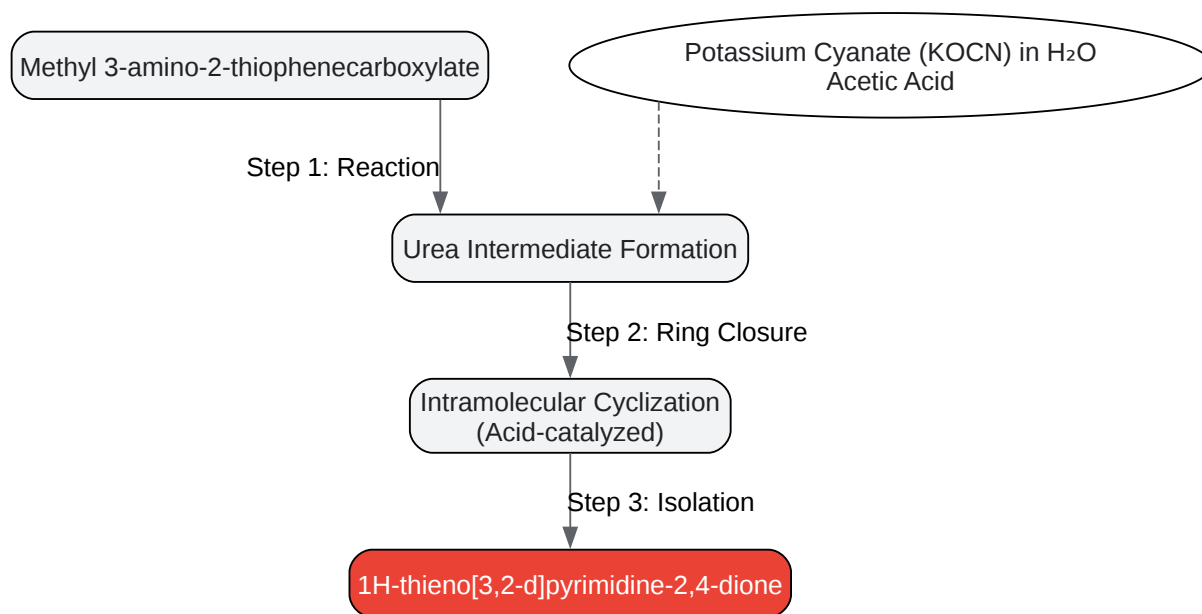 Methyl 3-amino-2-thiophenecarboxylate
Potassium Cyanate (KOCN) in H₂O
Acetic Acid
Step 1: Reaction
Urea Intermediate Formation
Step 2: Ring Closure
Intramolecular Cyclization
(Acid-catalyzed)
Step 3: Isolation
1H-thieno[3,2-d]pyrimidine-2,4-dione